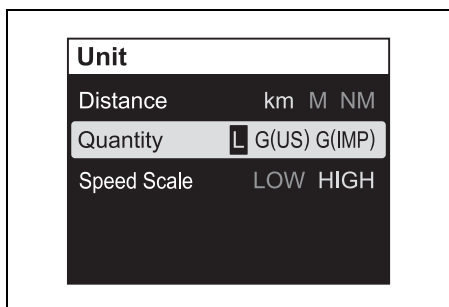 Unit
Distance km M NM
Quantity L G(US) G(IMP)
Speed Scale LOW HIGH